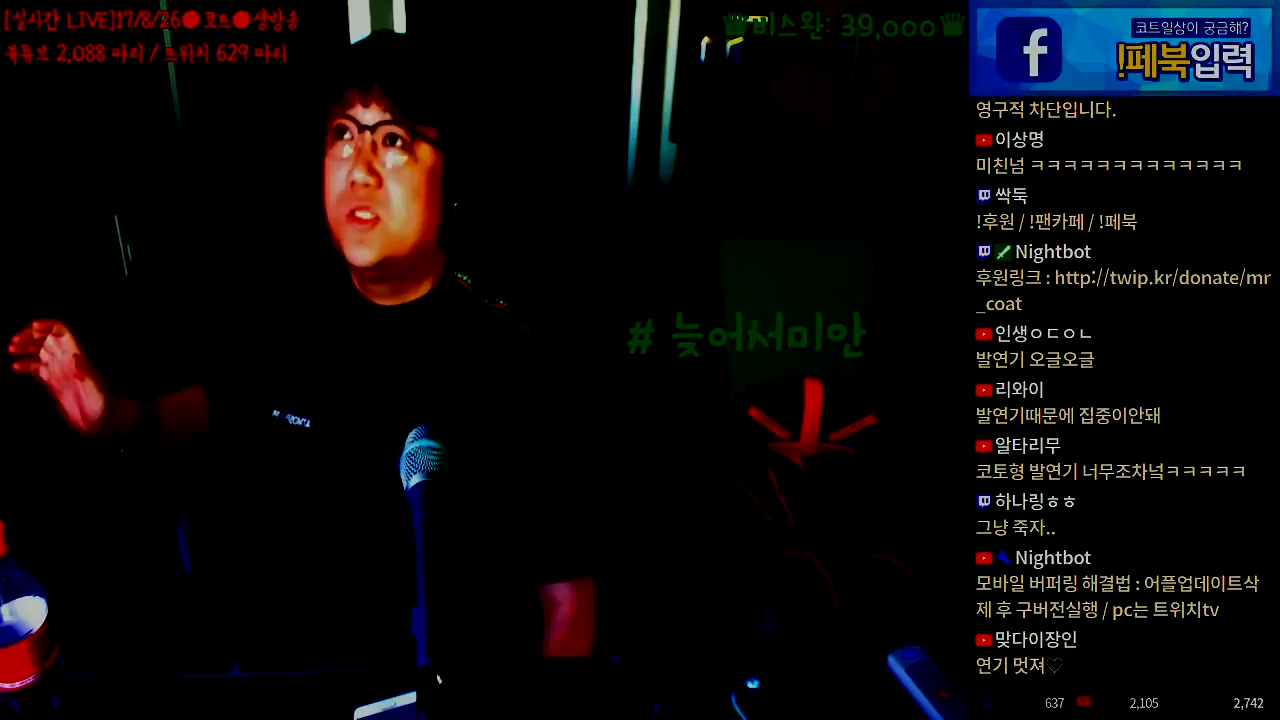 [실시간 LIVE]17/8/26●코트●생방송
유튜브 2,088 따리 / 트위치 629 따리
미스완: 39,000
# 늦어서미안
코트일상이 궁금해?
!페북입력
f
영구적 차단입니다.
이상명
미친넘 ㅋㅋㅋㅋㅋㅋㅋㅋㅋㅋㅋㅋㅋ
싹둑
!후원 / !팬카페 / !페북
Nightbot
후원링크 : http://twip.kr/donate/mr
_coat
인생ㅇㄷㅇㄴ
발연기 오글오글
리와이
발연기때문에 집중이안돼
알타리무
코토형 발연기 너무조차넠ㅋㅋㅋㅋ
하나링ㅎㅎ
그냥 죽자..
Nightbot
모바일 버퍼링 해결법 : 어플업데이트삭
제 후 구버전실행 / pc는 트위치tv
맞다이장인
연기 멋져♡
637 2,105 2,742